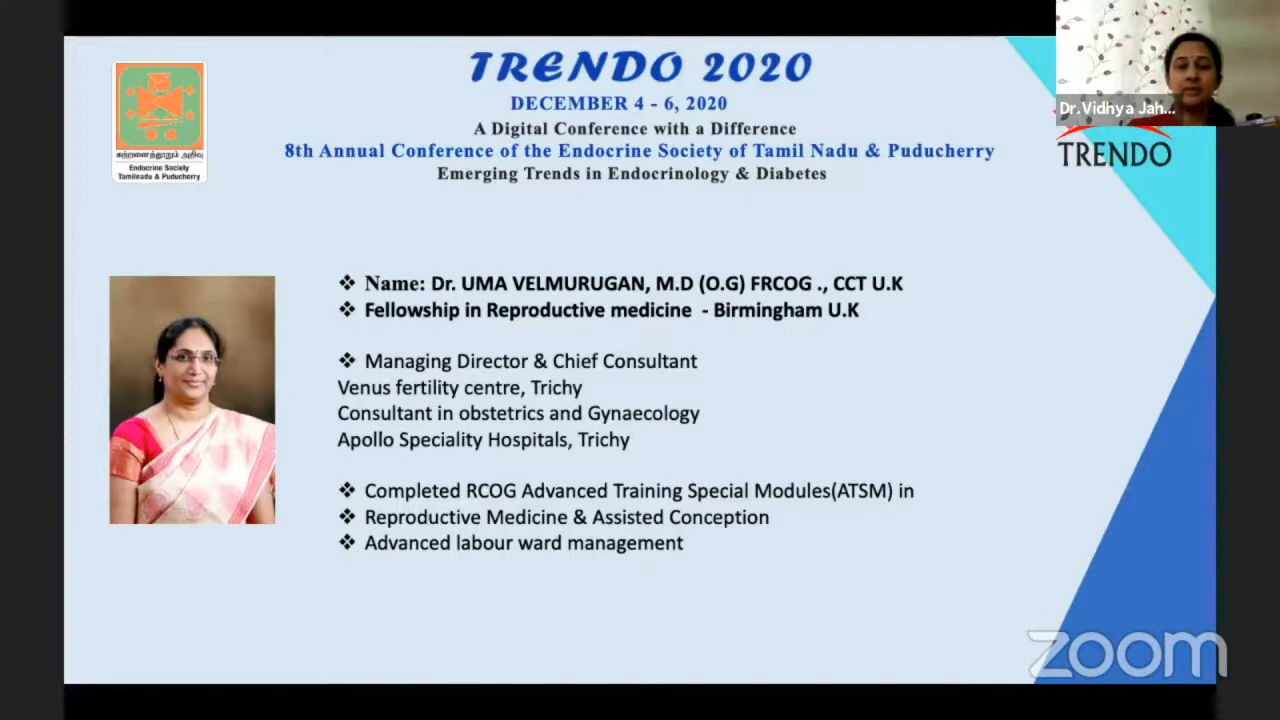 TRENDO 2020
DECEMBER 4 - 6, 2020
A Digital Conference with a Difference
8th Annual Conference of the Endocrine Society of Tamil Nadu & Puducherry
Emerging Trends in Endocrinology & Diabetes
கற்றனைத்தூறும் அறிவு
Endocrine Society
Tamilnadu & Puducherry
Dr.Vidhya Jah...
TRENDO
❖ Name: Dr. UMA VELMURUGAN, M.D (O.G) FRCOG ., CCT U.K
❖ Fellowship in Reproductive medicine - Birmingham U.K
❖ Managing Director & Chief Consultant
Venus fertility centre, Trichy
Consultant in obstetrics and Gynaecology
Apollo Speciality Hospitals, Trichy
❖ Completed RCOG Advanced Training Special Modules(ATSM) in
❖ Reproductive Medicine & Assisted Conception
❖ Advanced labour ward management
zoom